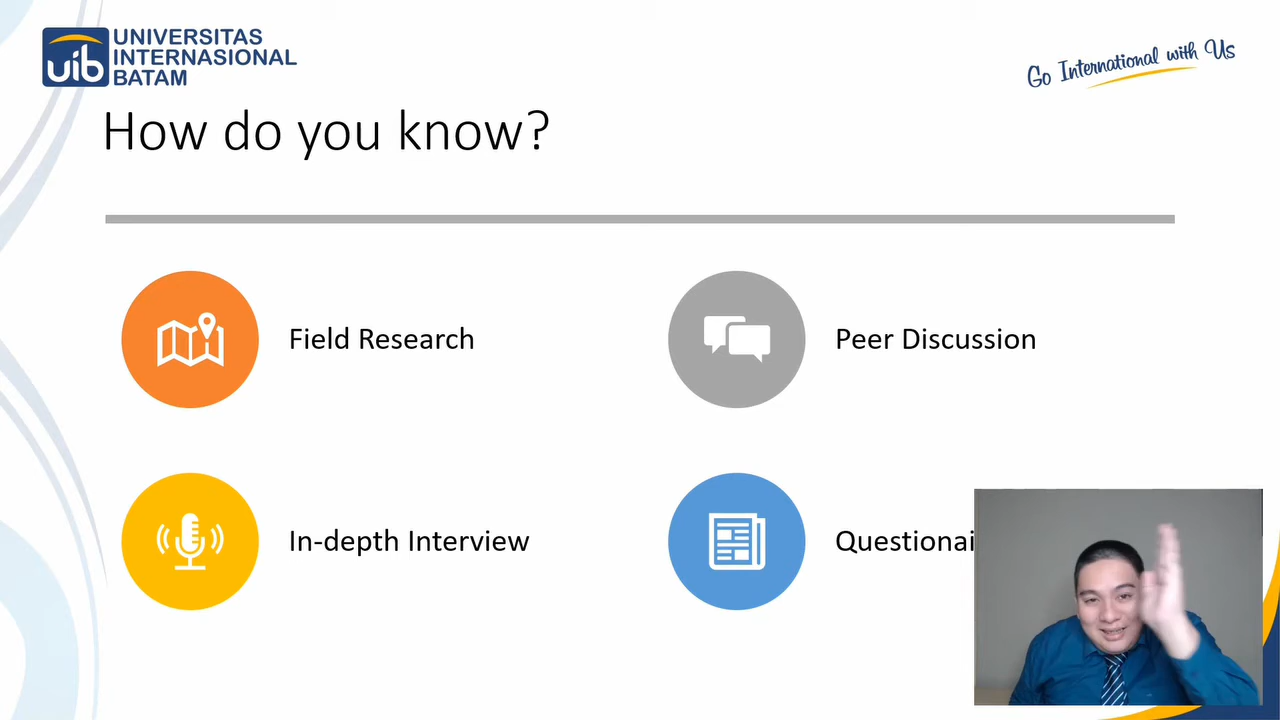 UNIVERSITAS
INTERNASIONAL
BATAM
uib
Go International with Us
How do you know?
Field Research
Peer Discussion
In-depth Interview
Questionai